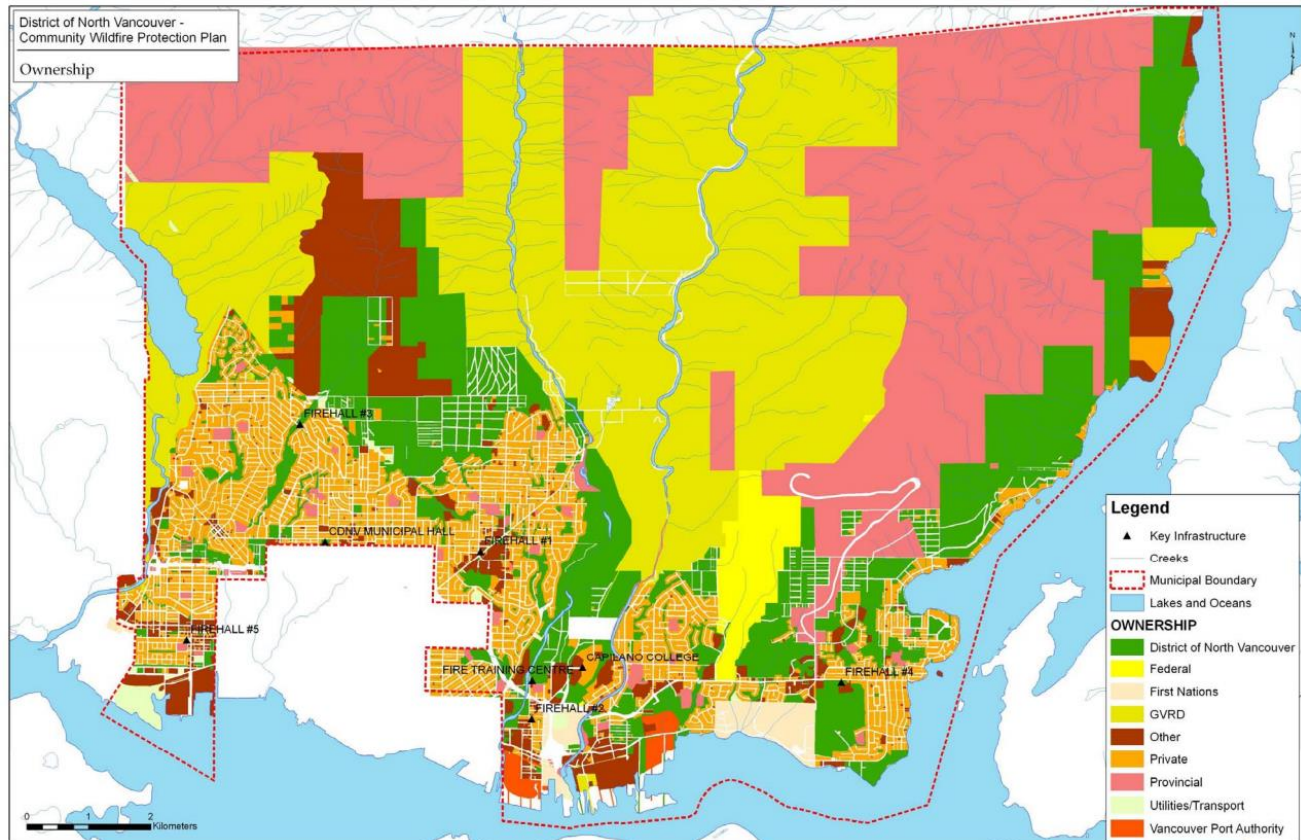 District of North Vancouver -
Community Wildfire Protection Plan
Ownership
N
FIREHALL #3
CDNV MUNICIPAL HALL
FIREHALL #1
FIREHALL #5
CAPILANO COLLEGE
FIRE TRAINING CENTRE
FIREHALL #4
FIREHALL #2
Legend
Key Infrastructure
Creeks
Municipal Boundary
Lakes and Oceans
OWNERSHIP
District of North Vancouver
Federal
First Nations
GVRD
Other
Private
Provincial
Utilities/Transport
Vancouver Port Authority
0 1 2
Kilometers